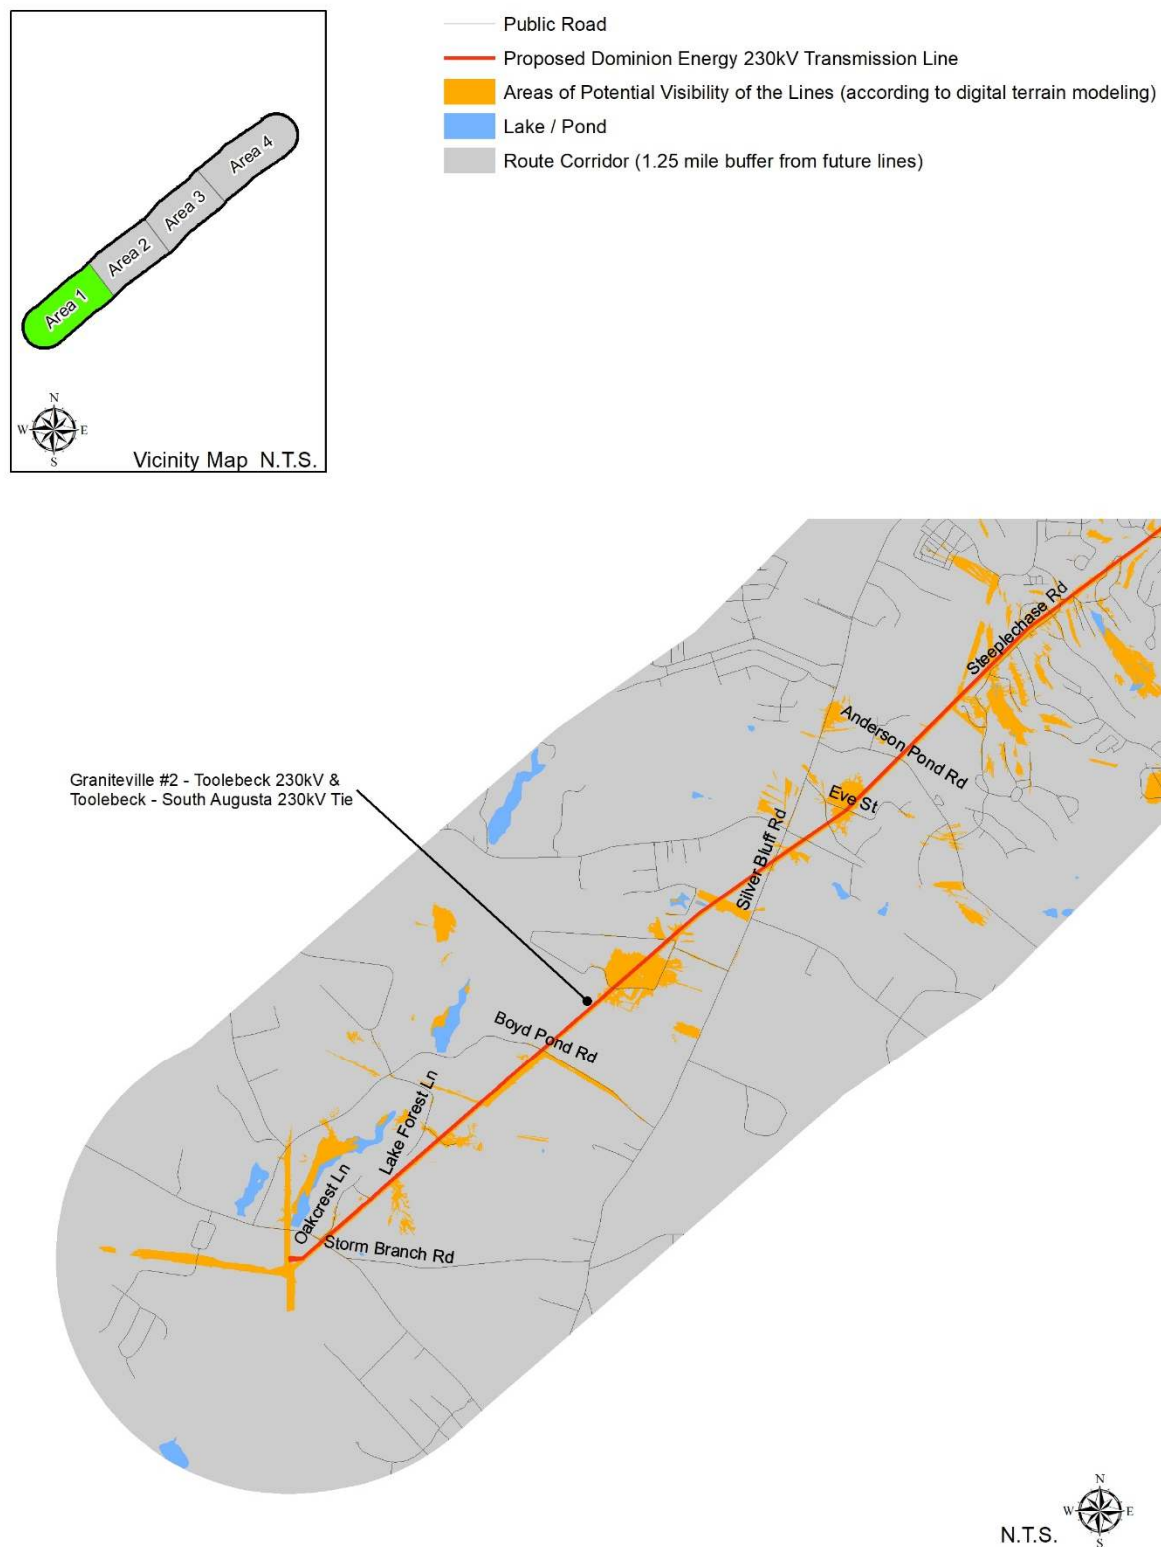 Public Road
Proposed Dominion Energy 230kV Transmission Line
Areas of Potential Visibility of the Lines (according to digital terrain modeling)
Lake / Pond
Route Corridor (1.25 mile buffer from future lines)
Area 4
Area 3
Area 2
Area 1
N
W E
S
Vicinity Map N.T.S.
Steeplechase Rd
Anderson Pond Rd
Eve St
Silver Bluff Rd
Graniteville #2 - Toolebeck 230kV &
Toolebeck - South Augusta 230kV Tie
Boyd Pond Rd
Lake Forest Ln
Oakcrest Ln
Storm Branch Rd
N
W E
S
N.T.S.